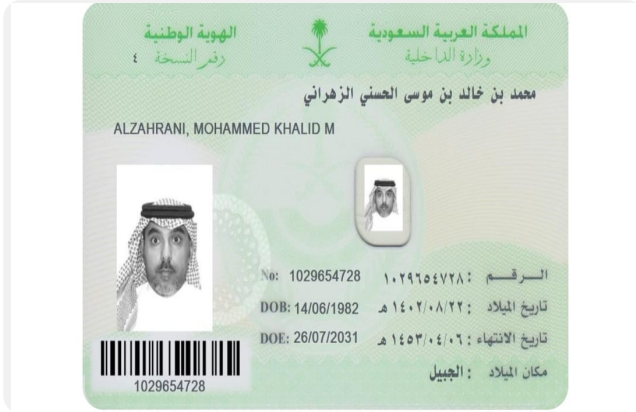 المملكة العربية السعودية
وزارة الداخلية
الهوية الوطنية
رقم النسخة ٤
محمد بن خالد بن موسى الحسني الزهراني
ALZAHRANI, MOHAMMED KHALID M
No: 1029654728 الـرقـم : ١٠٢٩٦٥٤٧٢٨
DOB: 14/06/1982 تاريخ الميلاد : ١٤٠٢/٠٨/٢٢ هـ
DOE: 26/07/2031 تاريخ الانتهاء : ١٤٥٣/٠٤/٠٦ هـ
مكان الميلاد : الجبيل
1029654728